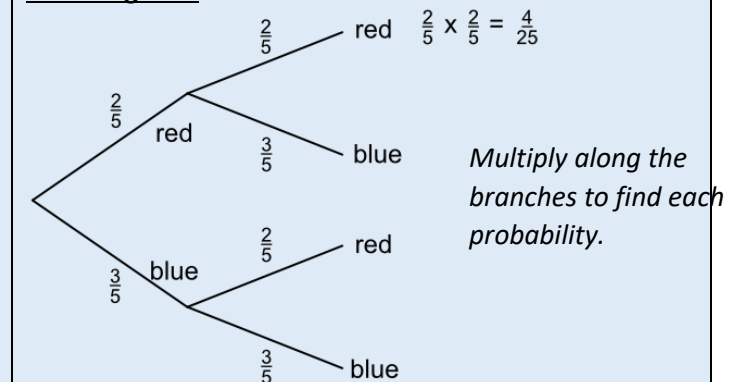 2/5 red 2/5 x 2/5 = 4/25
2/5
red
3/5 blue
Multiply along the
branches to find each
probability.
2/5 red
blue
3/5
3/5 blue